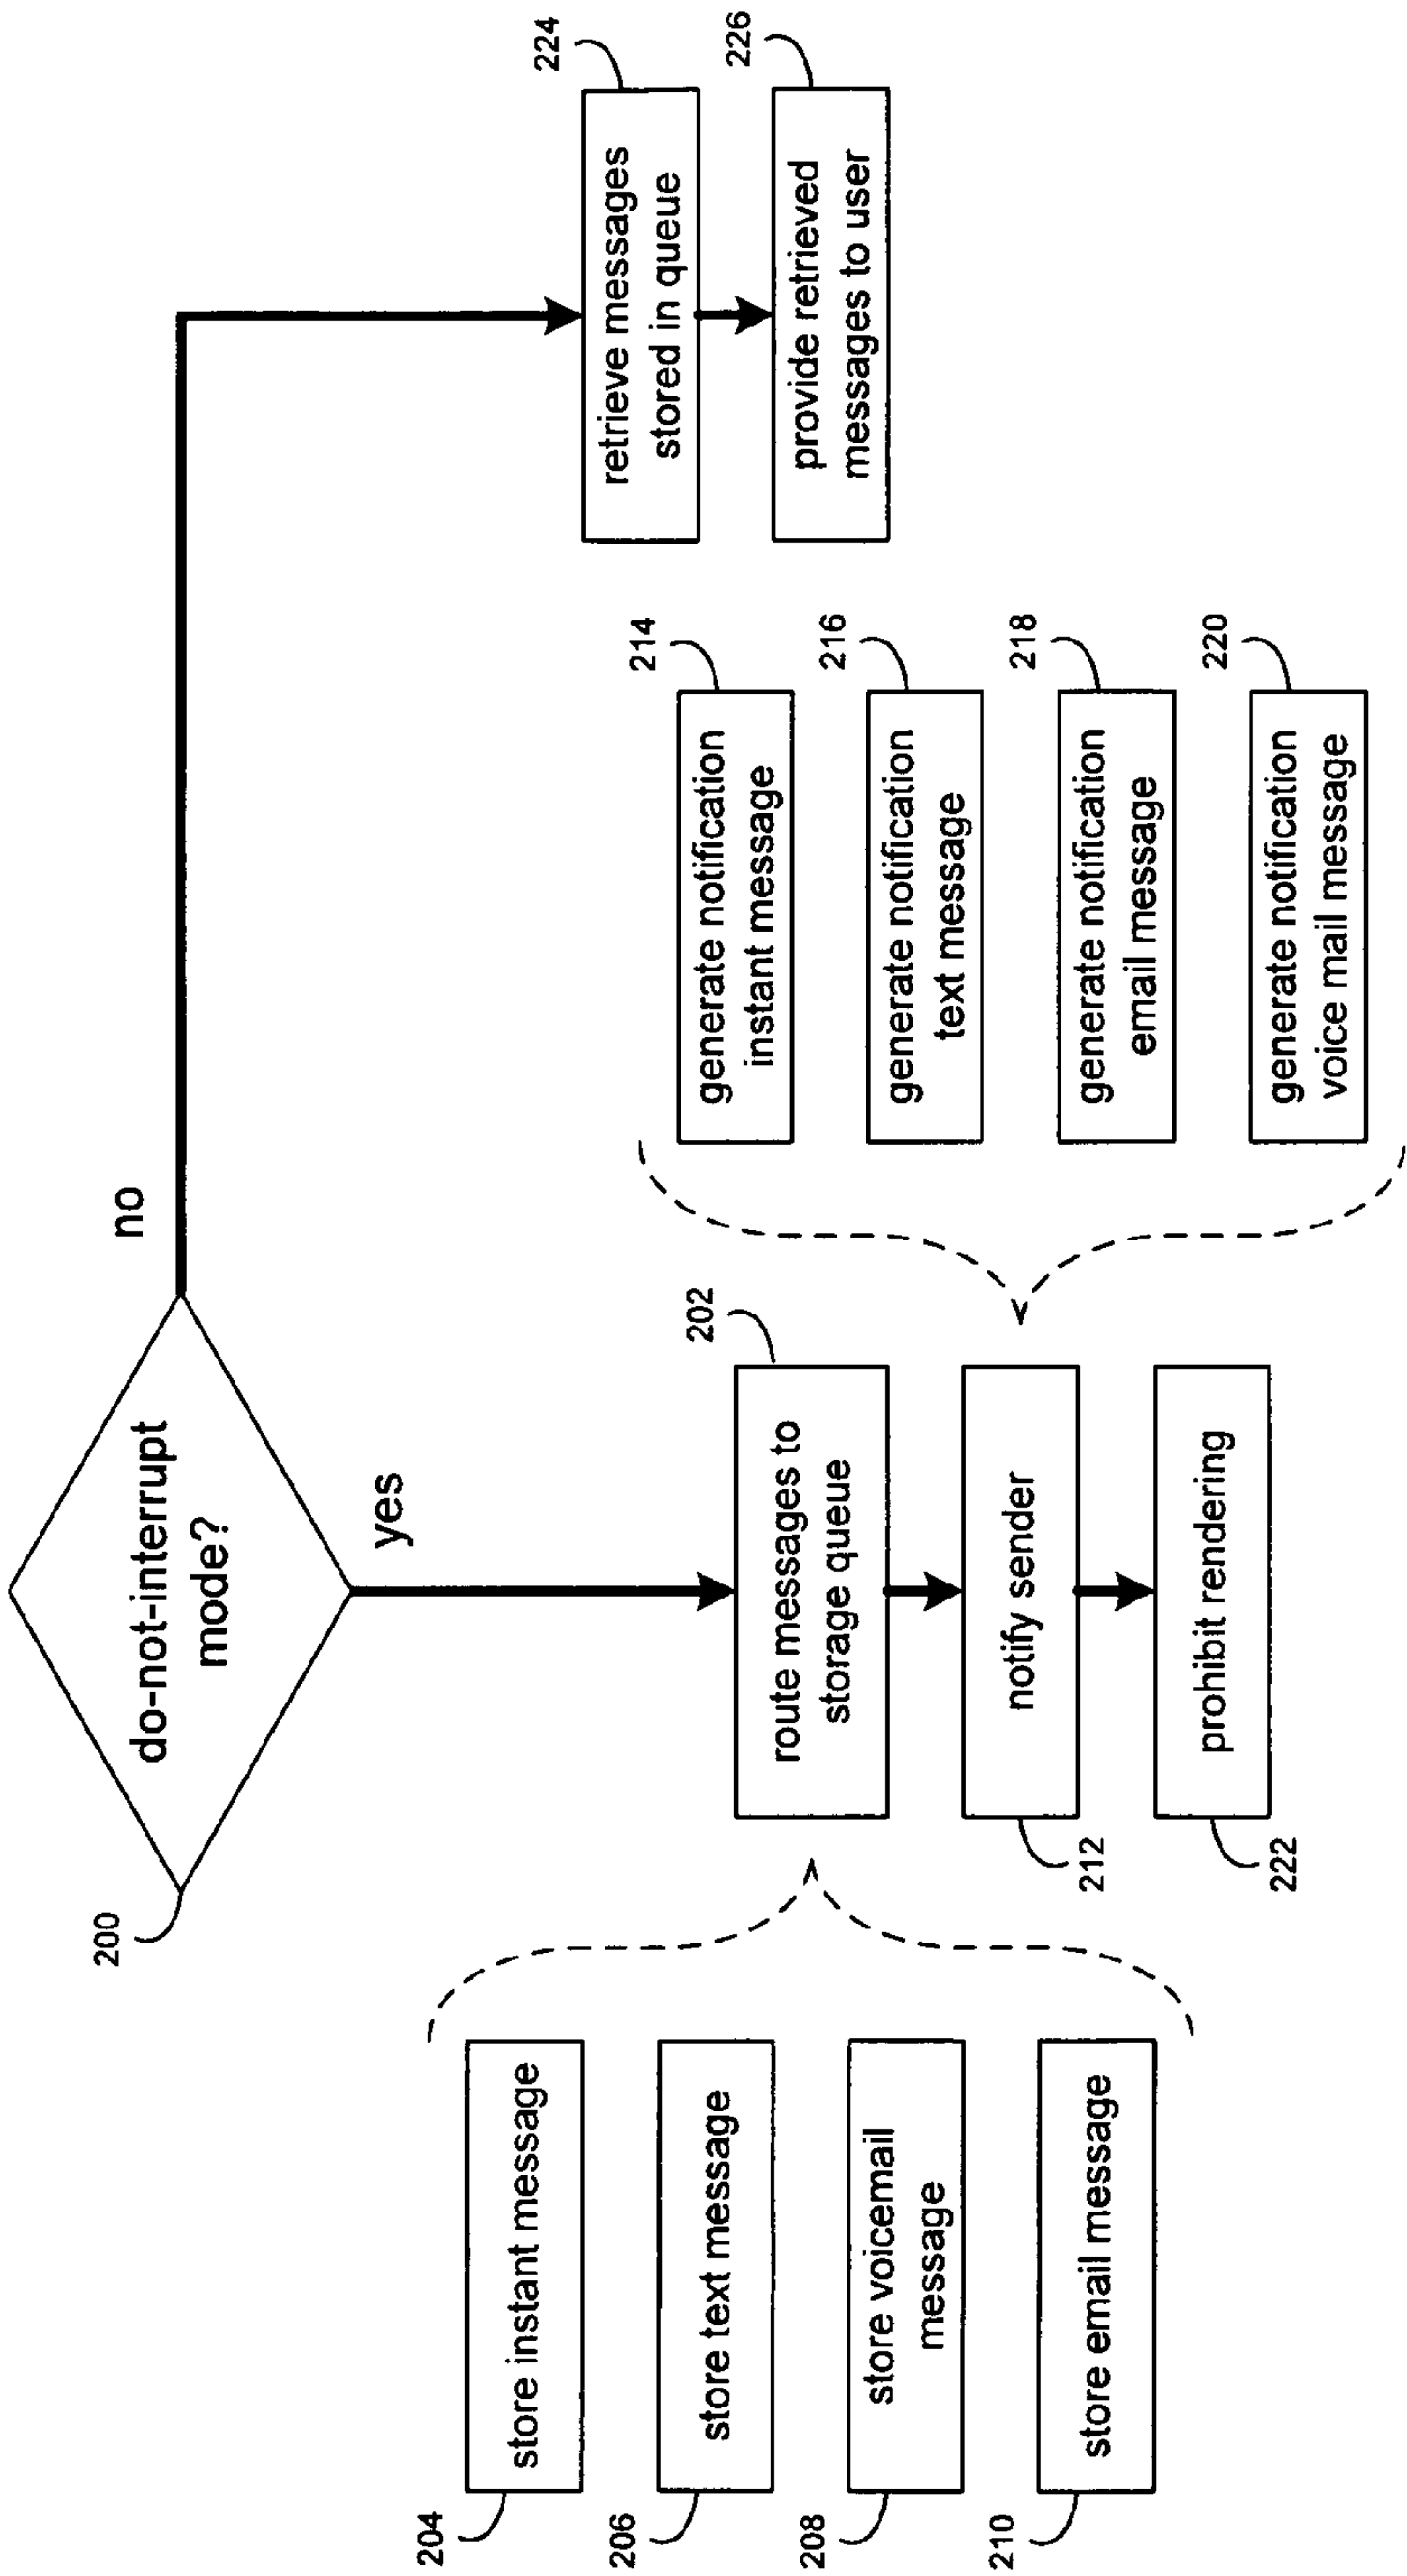 200
do-not-interrupt
mode?
no
yes
204
store instant message
206
store text message
208
store voicemail
message
210
store email message
202
route messages to
storage queue
212
notify sender
222
prohibit rendering
214
generate notification
instant message
216
generate notification
text message
218
generate notification
email message
220
generate notification
voice mail message
224
retrieve messages
stored in queue
226
provide retrieved
messages to user